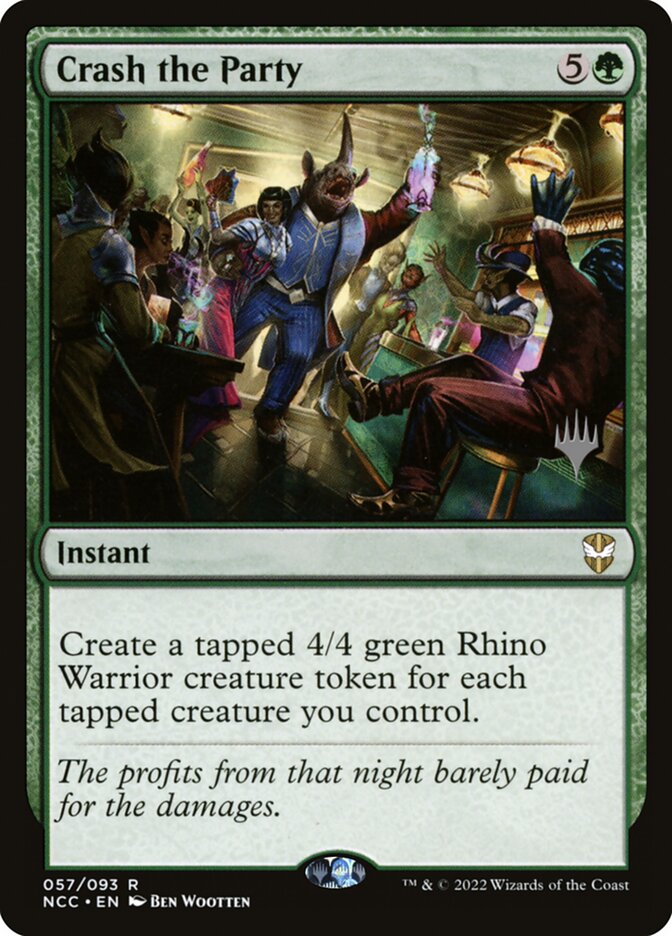 Crash the Party 5
Instant
Create a tapped 4/4 green Rhino
Warrior creature token for each
tapped creature you control.
The profits from that night barely paid
for the damages.
057/093 R
NCC • EN Ben Wootten
™ & © 2022 Wizards of the Coast